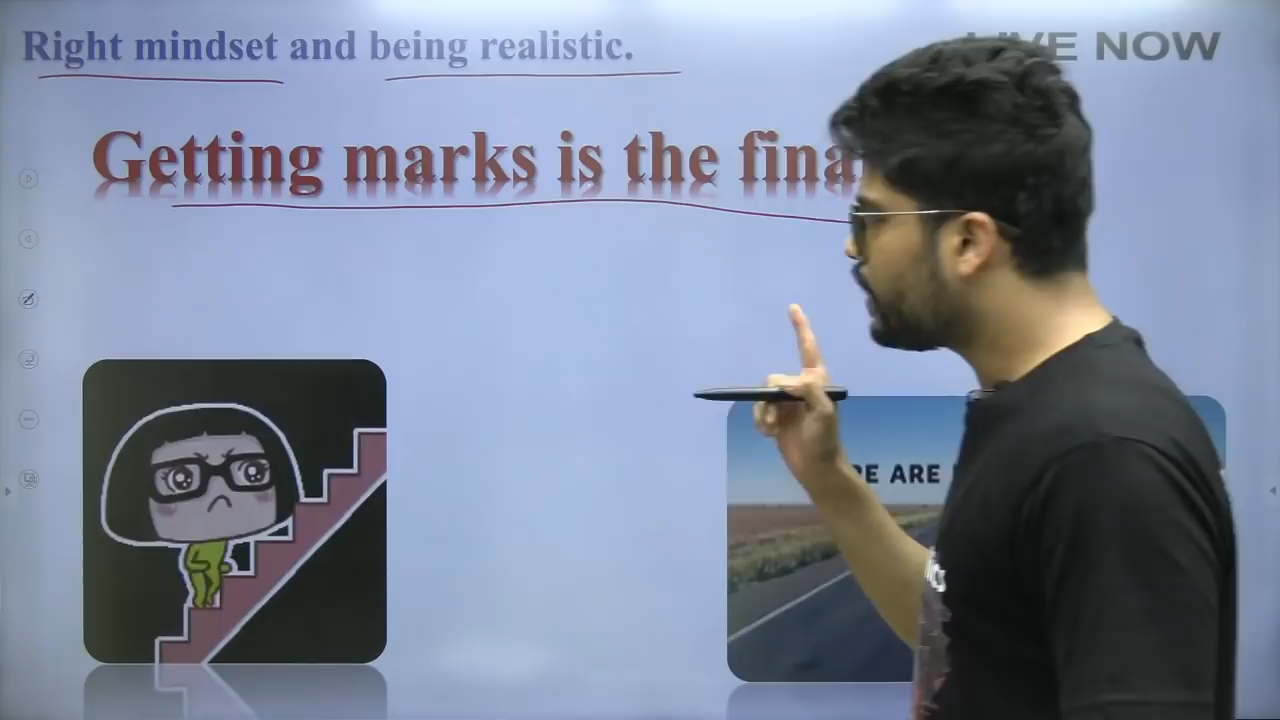 Right mindset and being realistic.
LIVE NOW
Getting marks is the fina
ARE